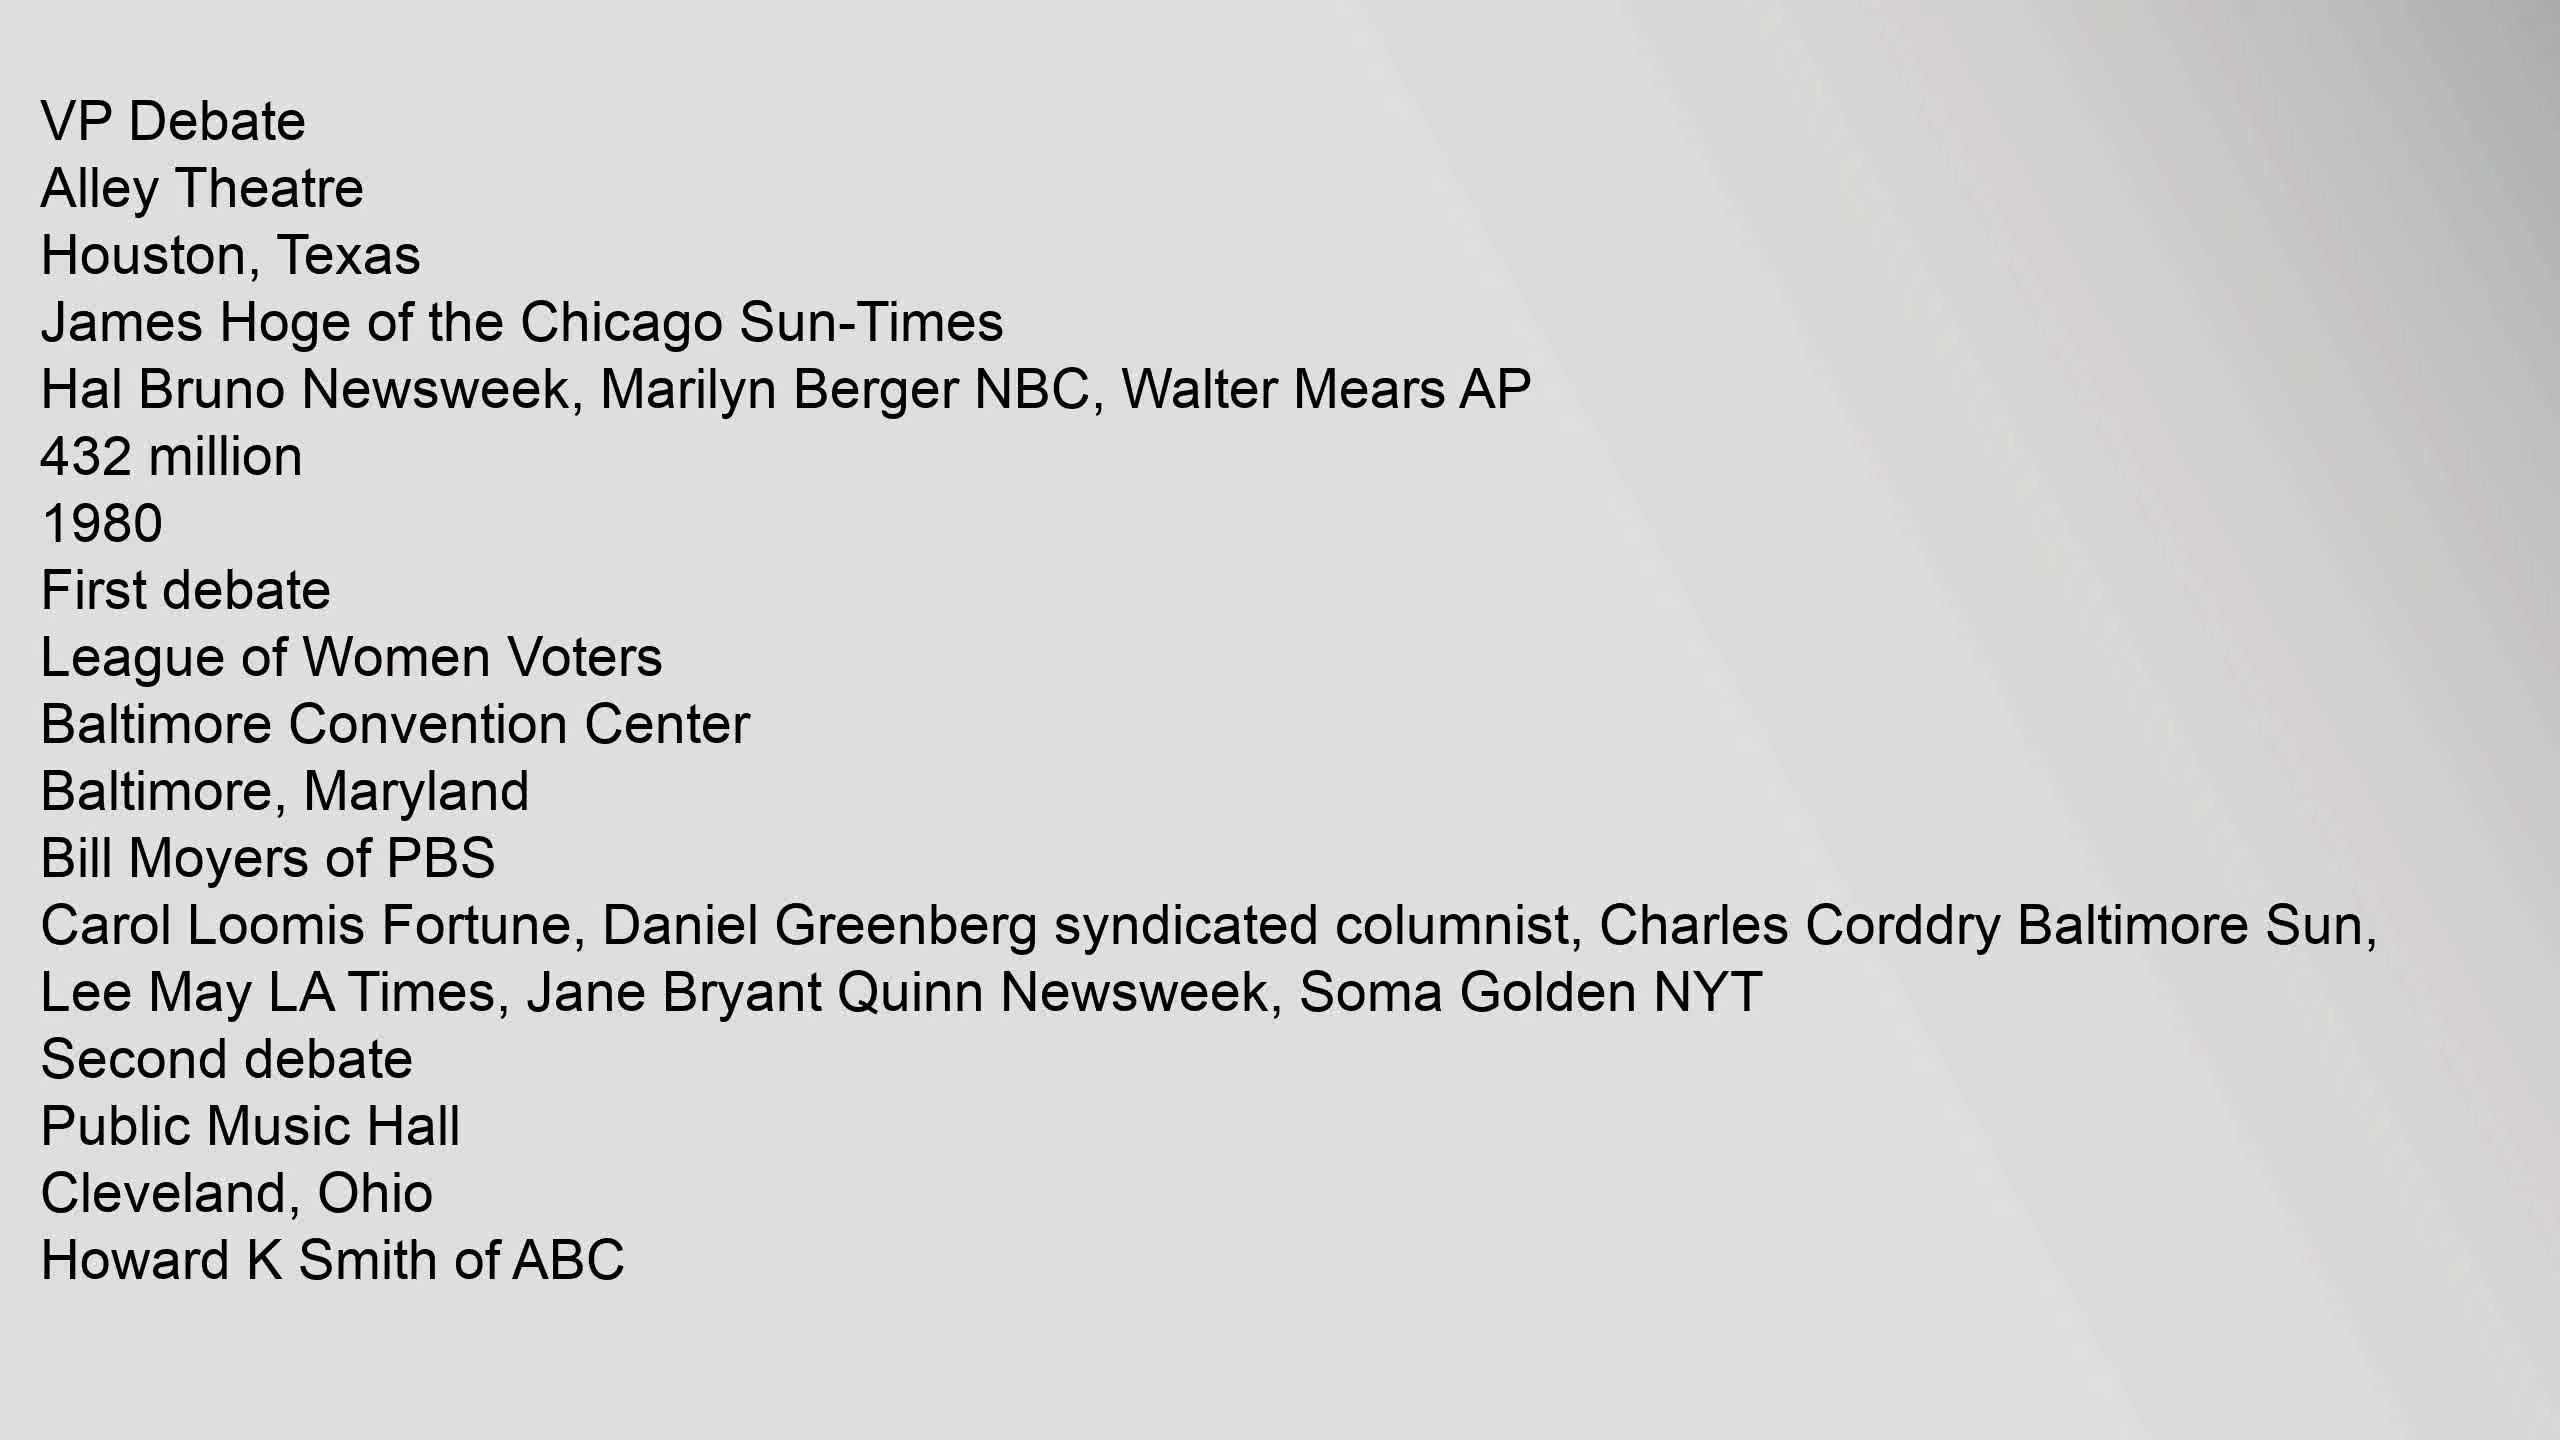 VP Debate
Alley Theatre
Houston, Texas
James Hoge of the Chicago Sun-Times
Hal Bruno Newsweek, Marilyn Berger NBC, Walter Mears AP
432 million
1980
First debate
League of Women Voters
Baltimore Convention Center
Baltimore, Maryland
Bill Moyers of PBS
Carol Loomis Fortune, Daniel Greenberg syndicated columnist, Charles Corddry Baltimore Sun,
Lee May LA Times, Jane Bryant Quinn Newsweek, Soma Golden NYT
Second debate
Public Music Hall
Cleveland, Ohio
Howard K Smith of ABC